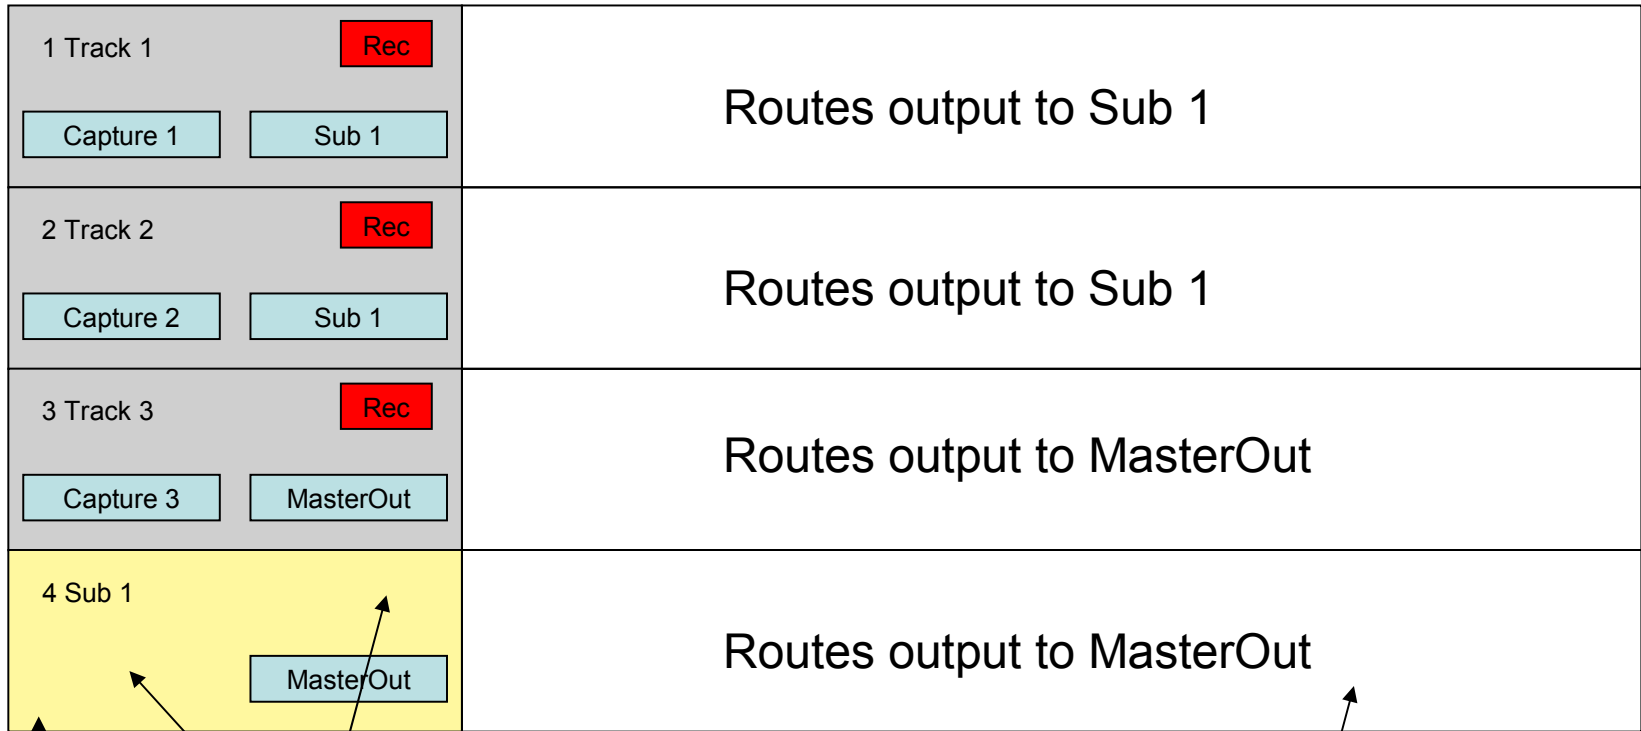 1 Track 1 Rec
Routes output to Sub 1
Capture 1 Sub 1
2 Track 2 Rec
Routes output to Sub 1
Capture 2 Sub 1
3 Track 3 Rec
Routes output to MasterOut
Capture 3 MasterOut
4 Sub 1
Routes output to MasterOut
MasterOut